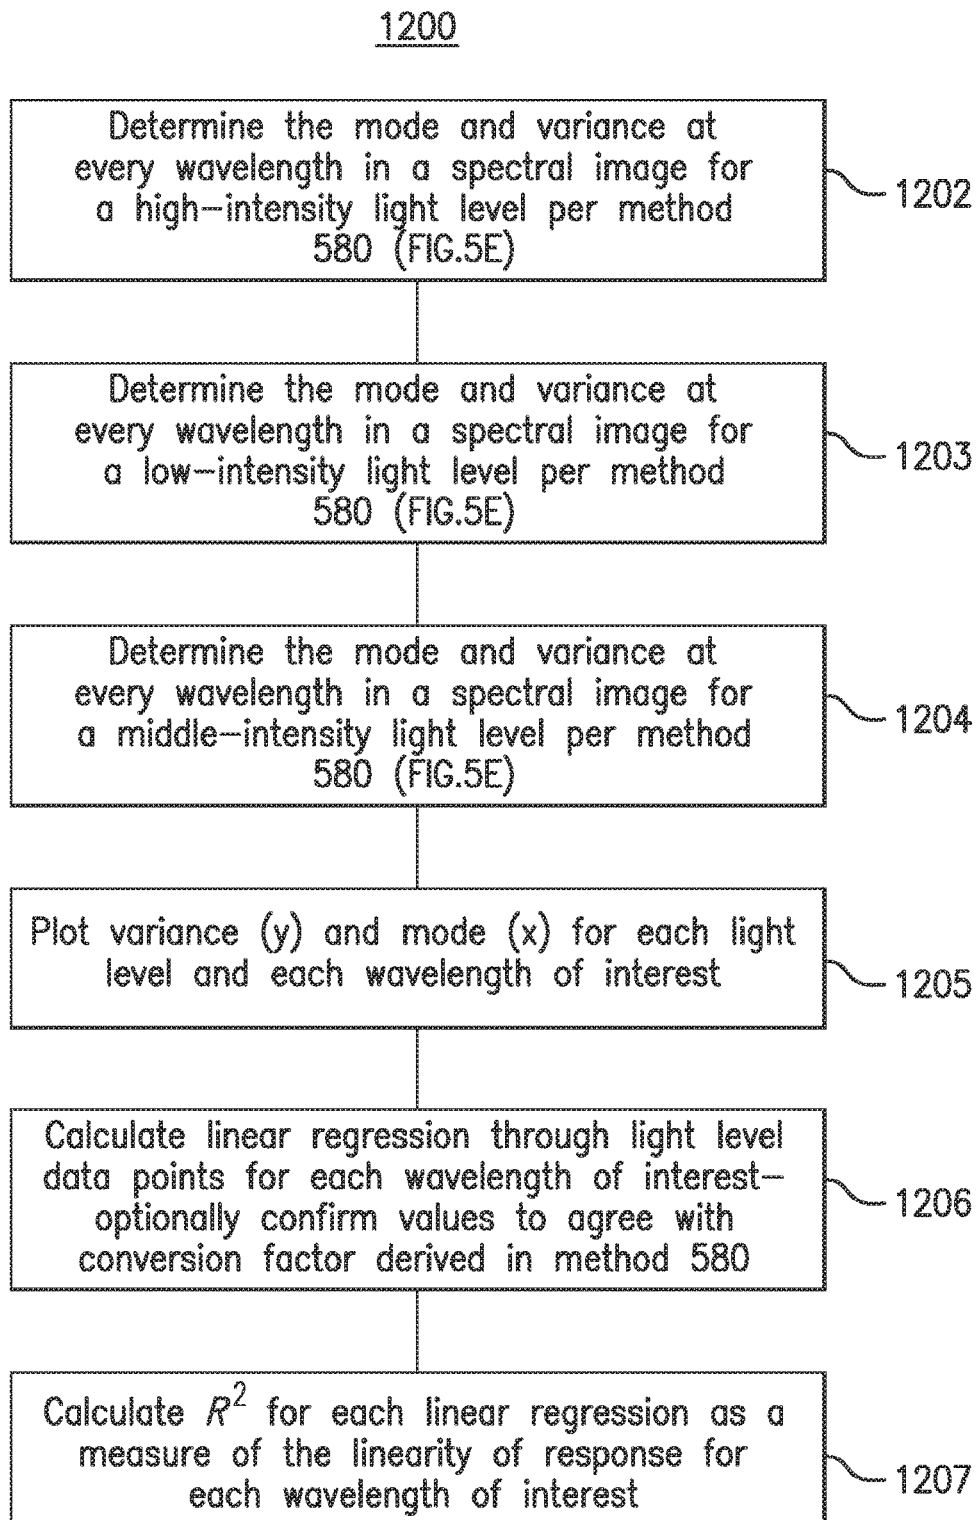 1200
Determine the mode and variance at
every wavelength in a spectral image for
a high-intensity light level per method
580 (FIG.5E)
1202
Determine the mode and variance at
every wavelength in a spectral image for
a low-intensity light level per method
580 (FIG.5E)
1203
Determine the mode and variance at
every wavelength in a spectral image for
a middle-intensity light level per method
580 (FIG.5E)
1204
Plot variance (y) and mode (x) for each light
level and each wavelength of interest
1205
Calculate linear regression through light level
data points for each wavelength of interest-
optionally confirm values to agree with
conversion factor derived in method 580
1206
Calculate R² for each linear regression as a
measure of the linearity of response for
each wavelength of interest
1207